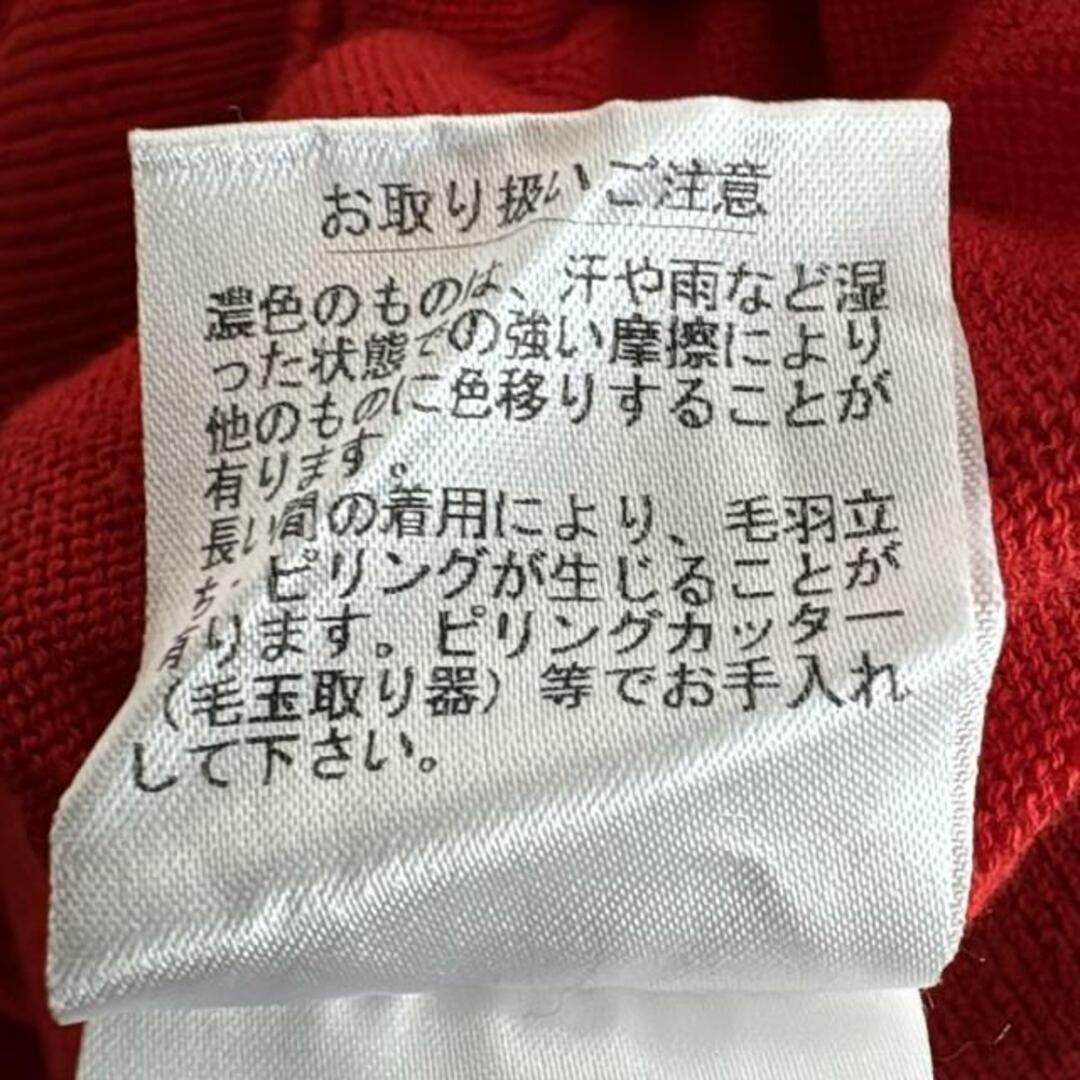 お取り扱いご注意
濃色のものは、汗や雨など湿
った状態での強い摩擦により
他のものに色移りすることが
有ります。
長い間の着用により、毛羽立
ち、ピリングが生じることが
有ります。ピリングカッター
（毛玉取り器）等でお手入れ
して下さい。